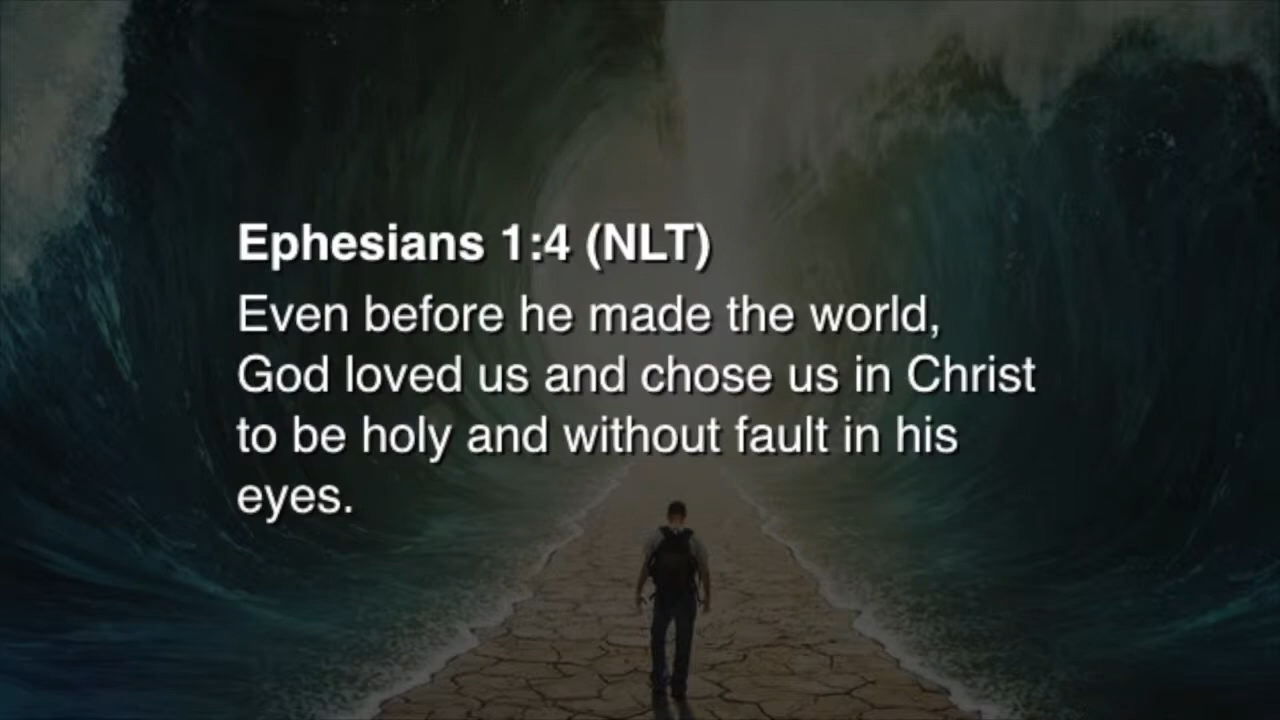 Ephesians 1:4 (NLT)
Even before he made the world,
God loved us and chose us in Christ
to be holy and without fault in his
eyes.